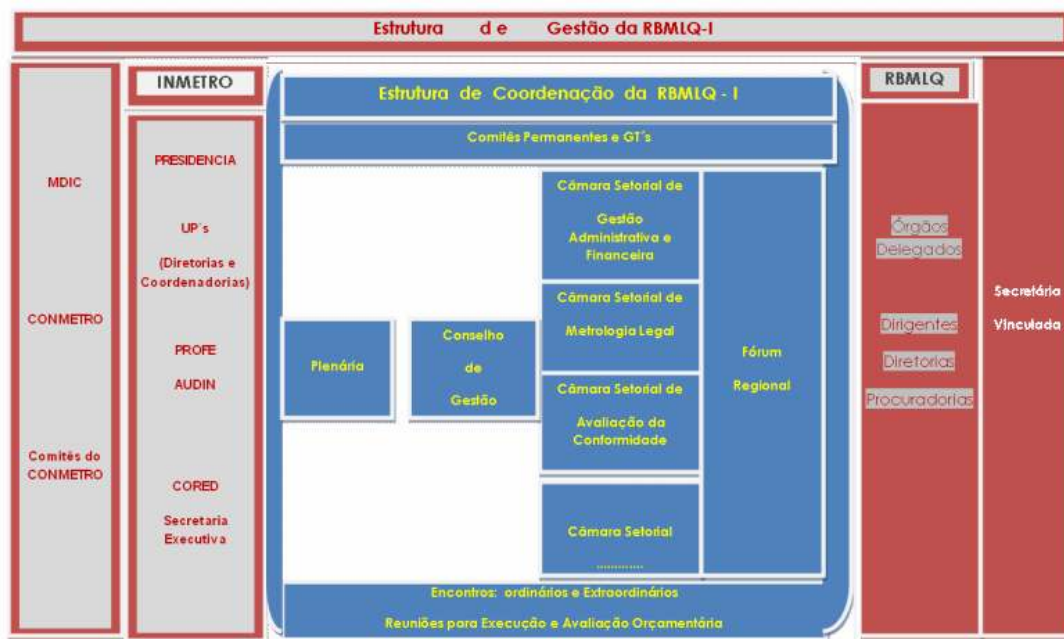 Estrutura de Gestão da RBMLQ-I
MDIC
CONMETRO
Comitês do
CONMETRO
INMETRO
PRESIDENCIA
UP´s
(Diretorias e
Coordenadorias)
PROFE
AUDIN
CORED
Secretaria
Executiva
Estrutura de Coordenação da RBMLQ - I
Comitês Permanentes e GT´s
Plenária
Conselho
de
Gestão
Câmara Setorial de
Gestão
Administrativa e
Financeira
Câmara Setorial de
Metrologia Legal
Câmara Setorial de
Avaliação da
Conformidade
Câmara Setorial
.............
Fórum
Regional
Encontros: ordinários e Extraordinários
Reuniões para Execução e Avaliação Orçamentária
RBMLQ
Órgãos
Delegados
Dirigentes
Diretorias
Procuradorias
Secretária
Vinculada